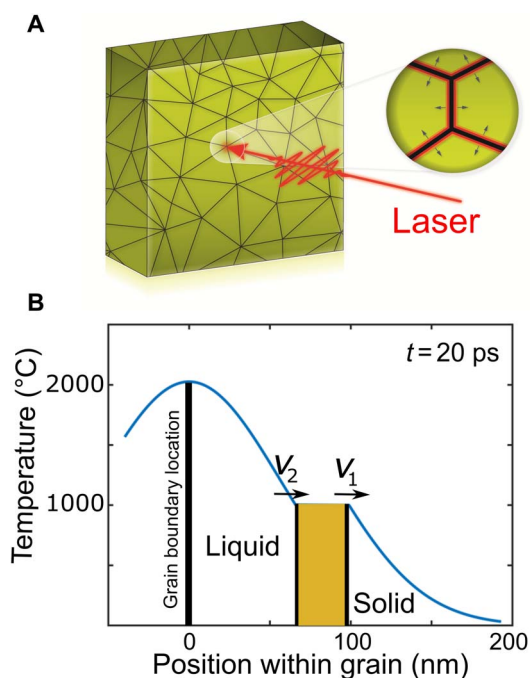 A
Laser
B
t = 20 ps
Temperature (°C)
2000
1000
Grain boundary location
V2
V1
Liquid
Solid
0
100
200
Position within grain (nm)